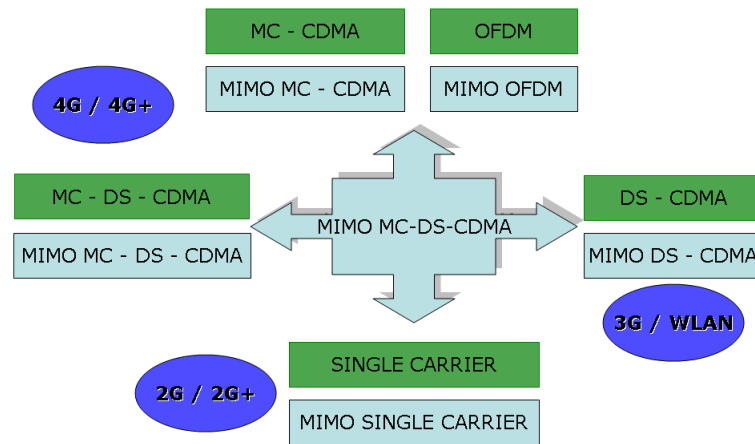 MC - CDMA
OFDM
MIMO MC - CDMA
MIMO OFDM
4G / 4G+
MC - DS - CDMA
DS - CDMA
MIMO MC-DS-CDMA
MIMO MC - DS - CDMA
MIMO DS - CDMA
3G / WLAN
SINGLE CARRIER
2G / 2G+
MIMO SINGLE CARRIER